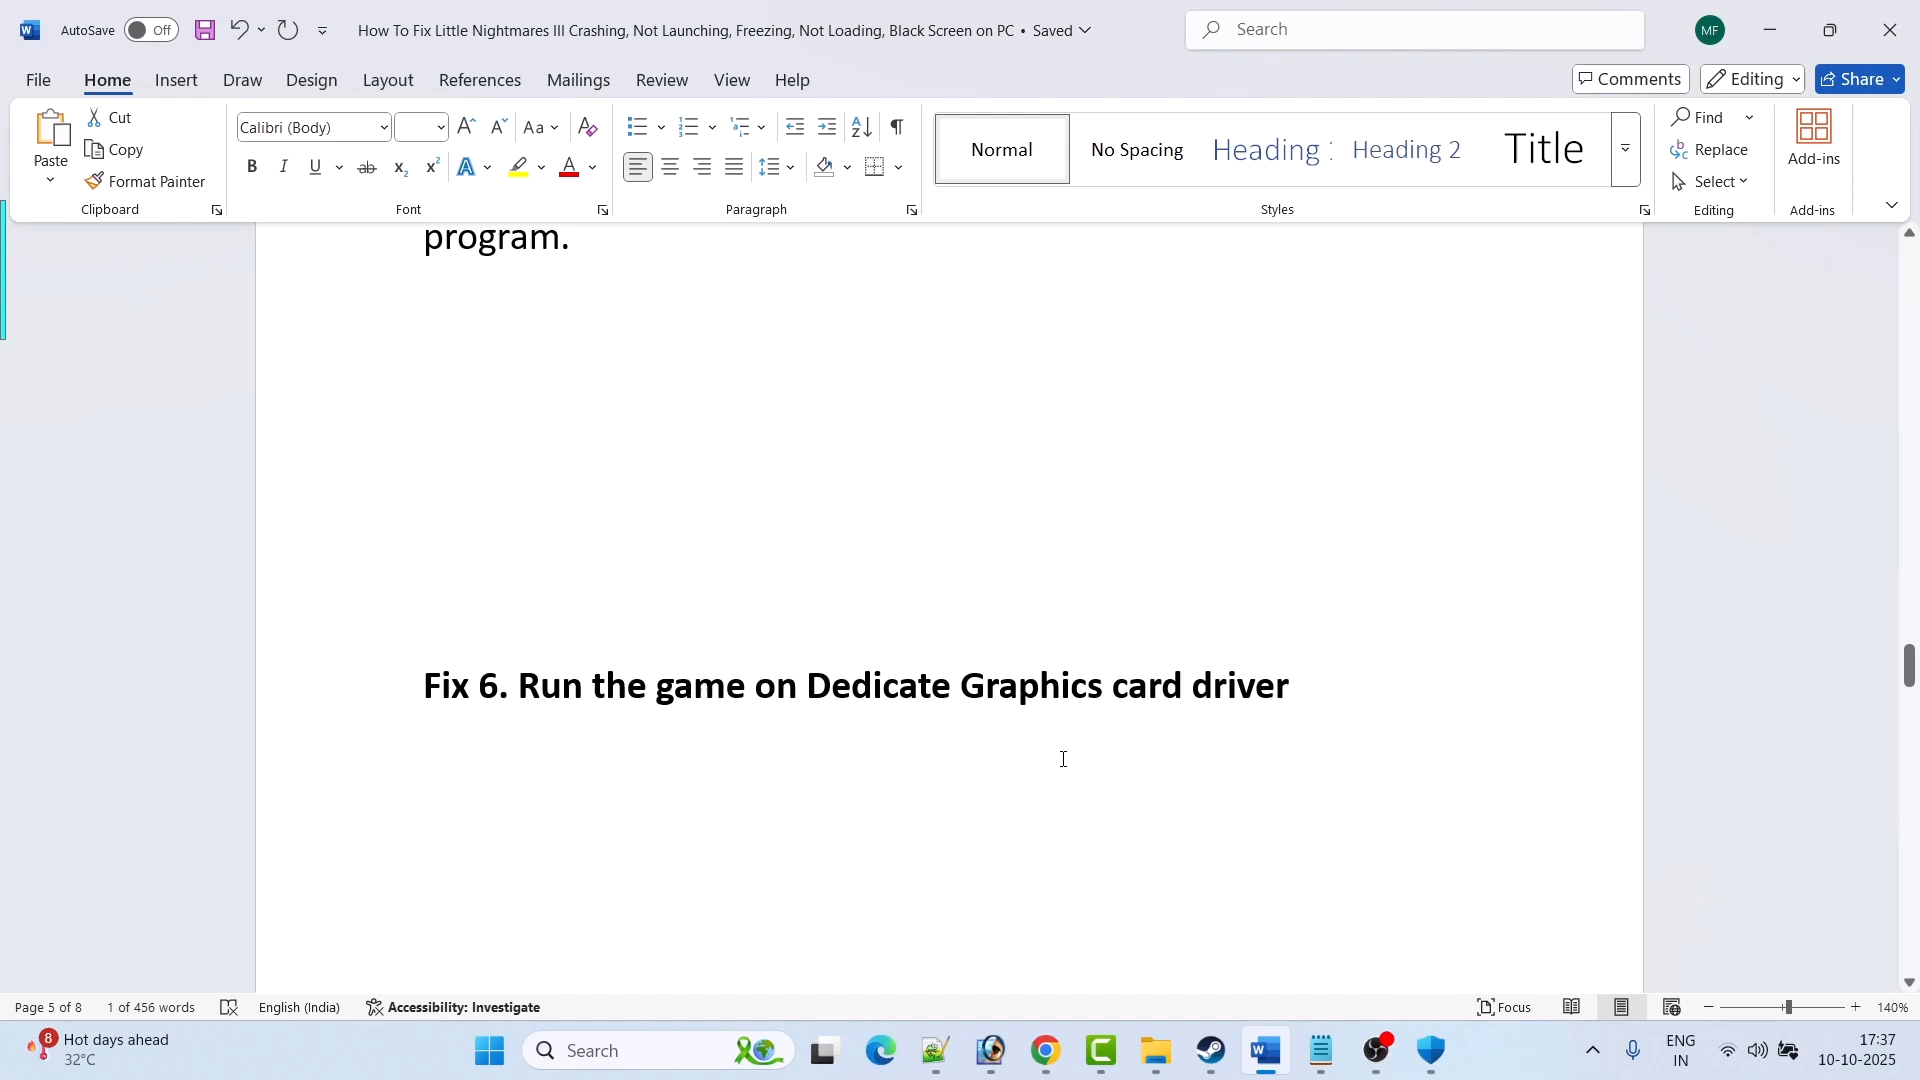 AutoSave Off How To Fix Little Nightmares III Crashing, Not Launching, Freezing, Not Loading, Black Screen on PC • Saved Search MF
File Home Insert Draw Design Layout References Mailings Review View Help Comments Editing Share
Paste Cut Copy Format Painter
Calibri (Body) Aa
Normal No Spacing Heading Heading 2 Title
Find Replace Select Add-ins
Clipboard Font Paragraph Styles Editing Add-ins
program.
Fix 6. Run the game on Dedicate Graphics card driver
Page 5 of 8 1 of 456 words English (India) Accessibility: Investigate Focus 140%
8 Hot days ahead
32°C
Search
ENG
IN
17:37
10-10-2025